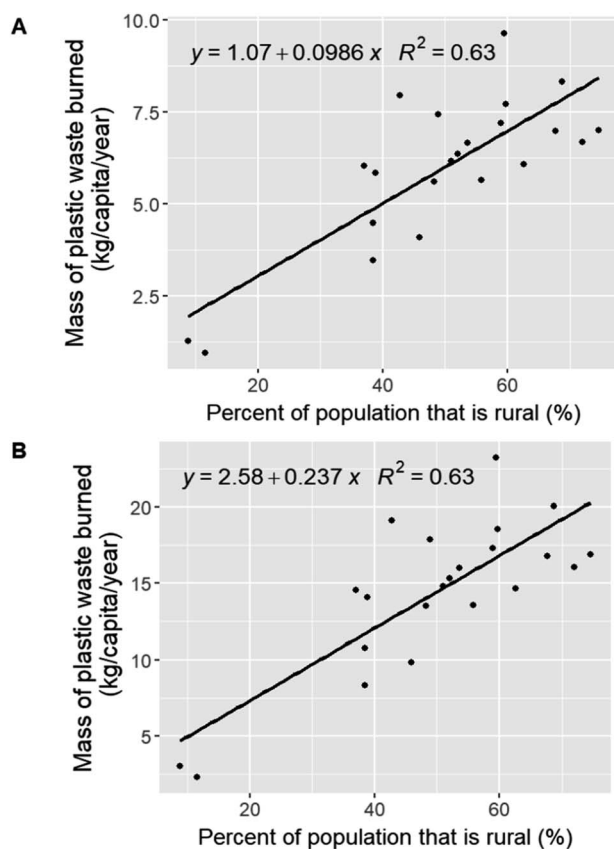 A
10.0
y = 1.07 + 0.0986 x R² = 0.63
7.5
5.0
2.5
Mass of plastic waste burned
(kg/capita/year)
20 40 60
Percent of population that is rural (%)
B
y = 2.58 + 0.237 x R² = 0.63
20
15
10
5
Mass of plastic waste burned
(kg/capita/year)
20 40 60
Percent of population that is rural (%)